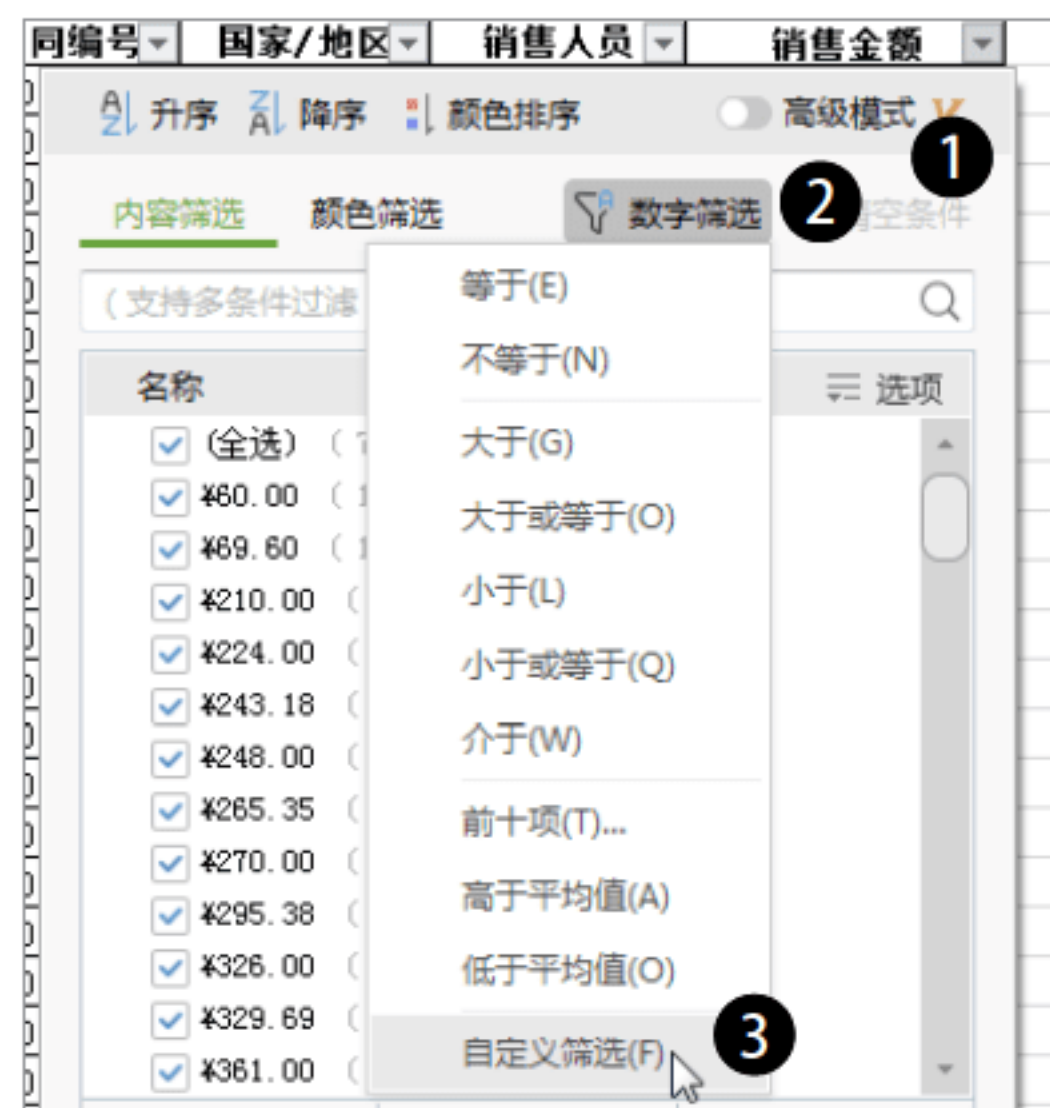 同编号 国家/地区 销售人员 销售金额
升序 降序 颜色排序 高级模式
1
内容筛选 颜色筛选 数字筛选 2 空条件
(支持多条件过滤
名称 选项
(全选) (
¥60.00 (1
¥69.60 (1
¥210.00 (
¥224.00 (
¥243.18 (
¥248.00 (
¥265.35 (
¥270.00 (
¥295.38 (
¥326.00 (
¥329.69 (
¥361.00 (
等于(E)
不等于(N)
大于(G)
大于或等于(O)
小于(L)
小于或等于(Q)
介于(W)
前十项(T)...
高于平均值(A)
低于平均值(O)
自定义筛选(F)
3